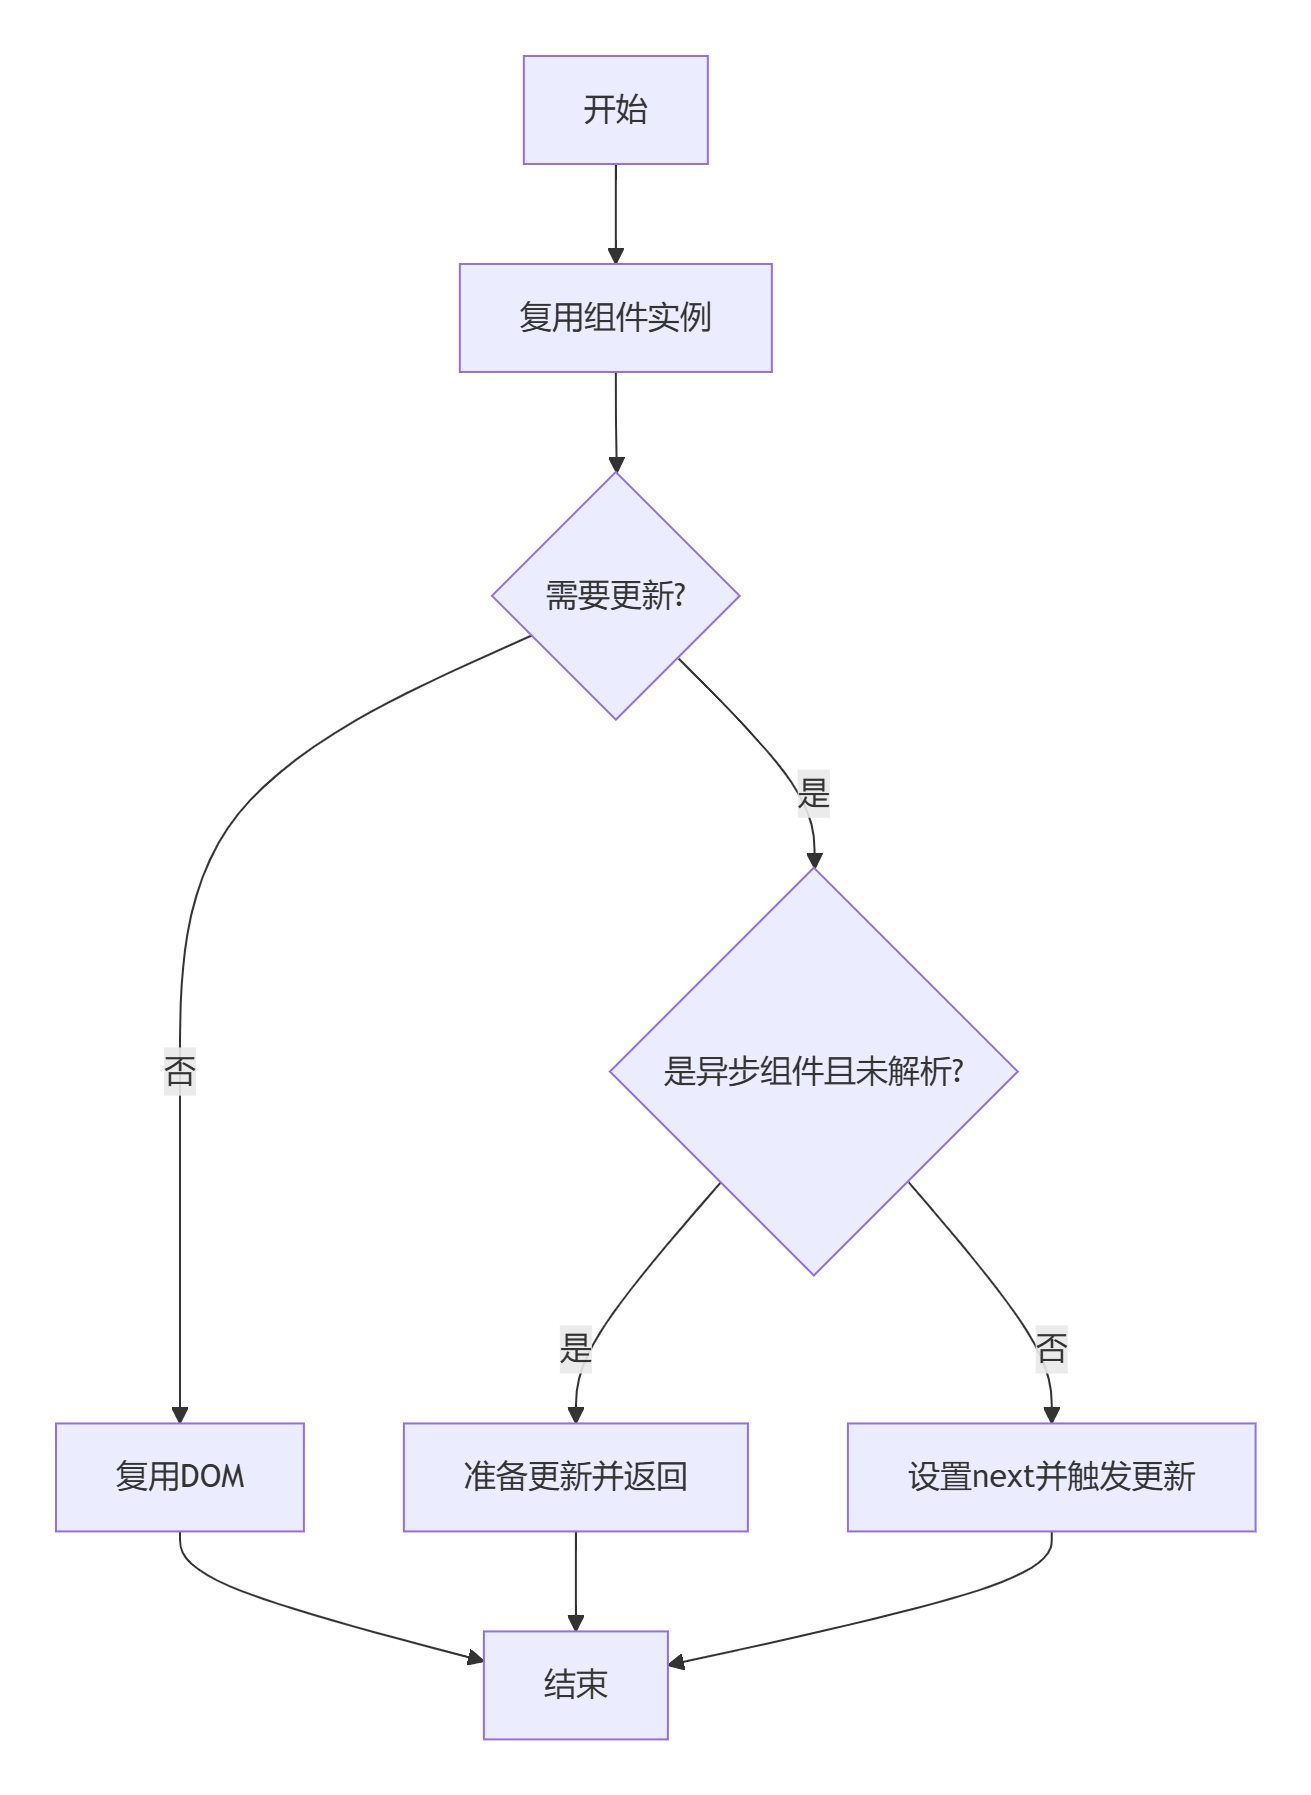 开始
复用组件实例
需要更新?
是
否
是异步组件且未解析?
是
否
复用DOM
准备更新并返回
设置next并触发更新
结束